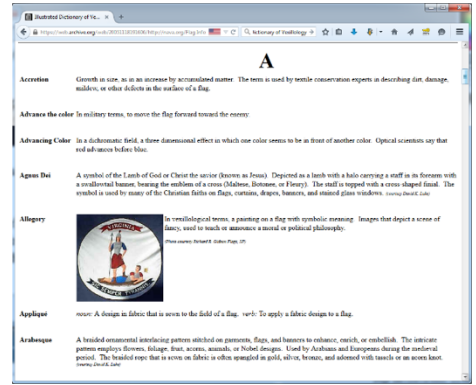 Illustrated Dictionary of Ve...
Dictionary of Vexillology
A
Accretion
Growth in size, as in an increase by accumulated matter. The term is used by textile conservation experts in describing dirt, damage,
mildew, or other defects in the surface of a flag.
Advance the color In military terms, to move the flag forward toward the enemy.
Advancing Color
In a dichromatic field, a three dimensional effect in which one color seems to be in front of another color. Optical scientists say that
red advances before blue.
Agnus Dei
A symbol of the Lamb of God or Christ the savior (known as Jesus). Depicted as a lamb with a halo carrying a staff in its forearm with
a swallowtail banner, bearing the emblem of a cross (Maltese, Botonee, or Fleury). The staff is topped with a cross-shaped finial. The
symbol is used by many of the Christian faiths on flags, curtains, drapes, banners, and stained glass windows.
Allegory
VIRGINIA
SIC SEMPER TYRANNIS
In vexillological terms, a painting on a flag with symbolic meaning. Images that depict a scene of
fancy, used to teach or announce a moral or political philosophy.
Appliqué
noun: A design in fabric that is sewn to the field of a flag. verb: To apply a fabric design to a flag.
Arabesque
A braided ornamental interlacing pattern stitched on garments, flags, and banners to enhance, enrich, or embellish. The intricate
pattern employs flowers, foliage, fruit, acorns, animals, or Nobel designs. Used by Arabians and Europeans during the medieval
period. The braided rope that is sewn on fabric is often spangled in gold, silver, bronze, and adorned with tassels or an acorn knot.